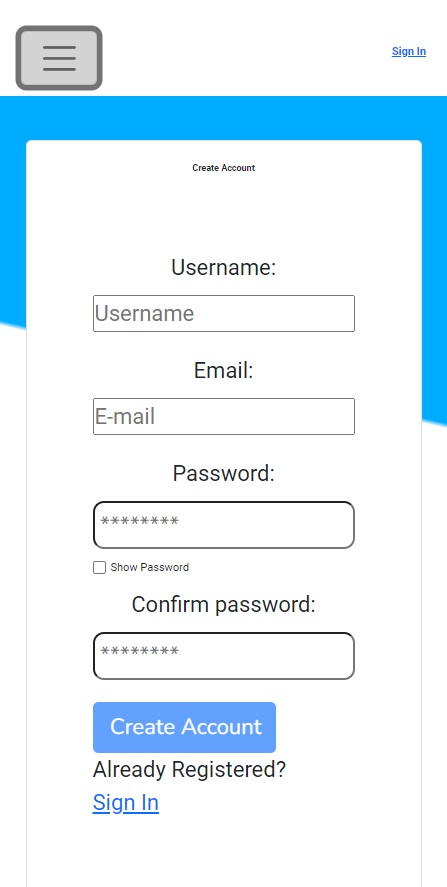 Sign In
Create Account
Username:
Username
Email:
E-mail
Password:
********
Show Password
Confirm password:
********
Create Account
Already Registered?
Sign In